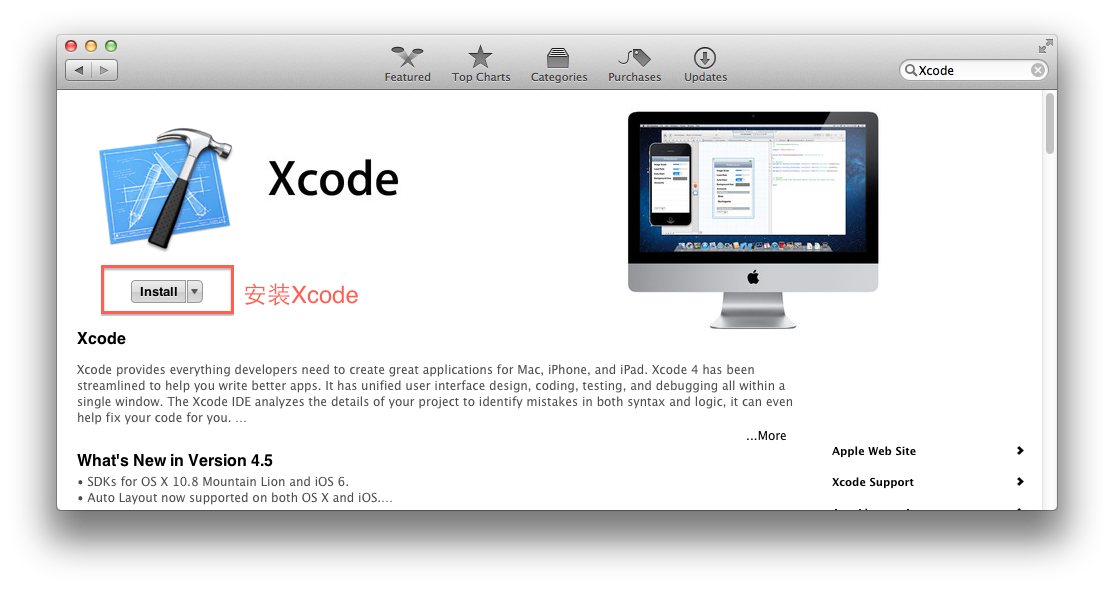 Featured
Top Charts
Categories
Purchases
Updates
Xcode
Xcode
Install
安装Xcode
Xcode
Xcode provides everything developers need to create great applications for Mac, iPhone, and iPad. Xcode 4 has been
streamlined to help you write better apps. It has unified user interface design, coding, testing, and debugging all within a
single window. The Xcode IDE analyzes the details of your project to identify mistakes in both syntax and logic, it can even
help fix your code for you. ...
...More
What's New in Version 4.5
• SDKs for OS X 10.8 Mountain Lion and iOS 6.
• Auto Layout now supported on both OS X and iOS....
Apple Web Site
Xcode Support